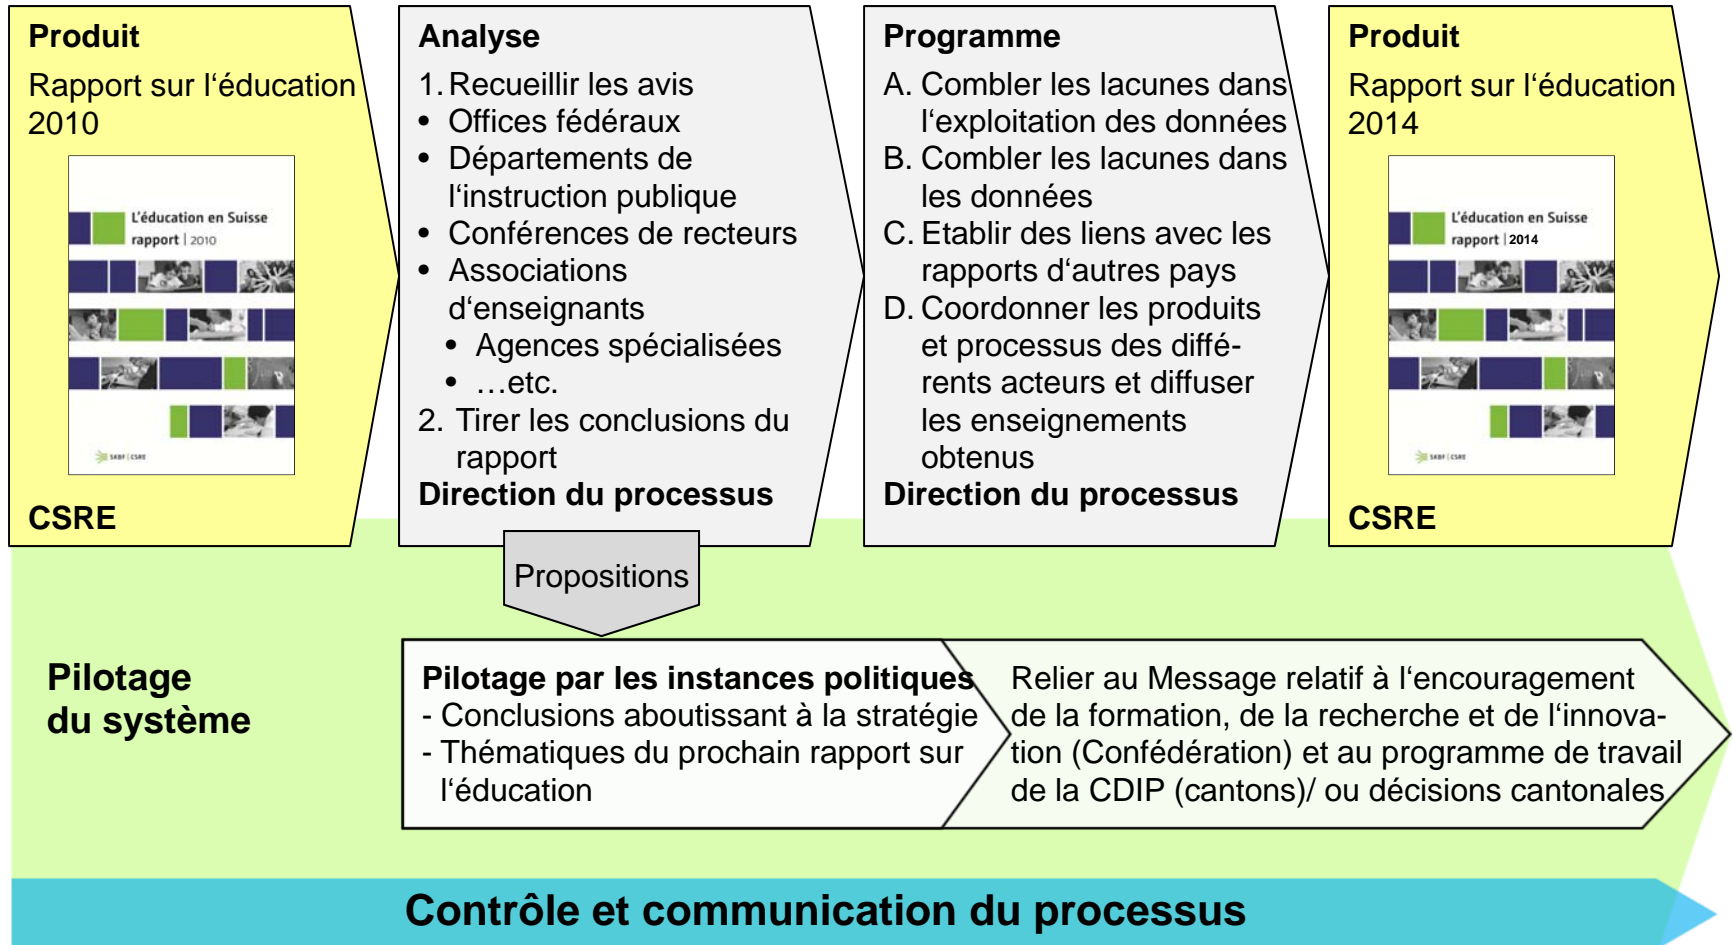 Produit
Rapport sur l‘éducation
2010
L'éducation en Suisse
rapport | 2010
SKBF | CSRE
CSRE
Analyse
1. Recueillir les avis
• Offices fédéraux
• Départements de
l‘instruction publique
• Conférences de recteurs
• Associations
d‘enseignants
• Agences spécialisées
• …etc.
2. Tirer les conclusions du
rapport
Direction du processus
Programme
A. Combler les lacunes dans
l‘exploitation des données
B. Combler les lacunes dans
les données
C. Etablir des liens avec les
rapports d‘autres pays
D. Coordonner les produits
et processus des diffé-
rents acteurs et diffuser
les enseignements
obtenus
Direction du processus
Produit
Rapport sur l‘éducation
2014
L'éducation en Suisse
rapport | 2014
SKBF | CSRE
CSRE
Propositions
Pilotage
du système
Pilotage par les instances politiques
- Conclusions aboutissant à la stratégie
- Thématiques du prochain rapport sur
l‘éducation
Relier au Message relatif à l‘encouragement
de la formation, de la recherche et de l‘innova-
tion (Confédération) et au programme de travail
de la CDIP (cantons)/ ou décisions cantonales
Contrôle et communication du processus